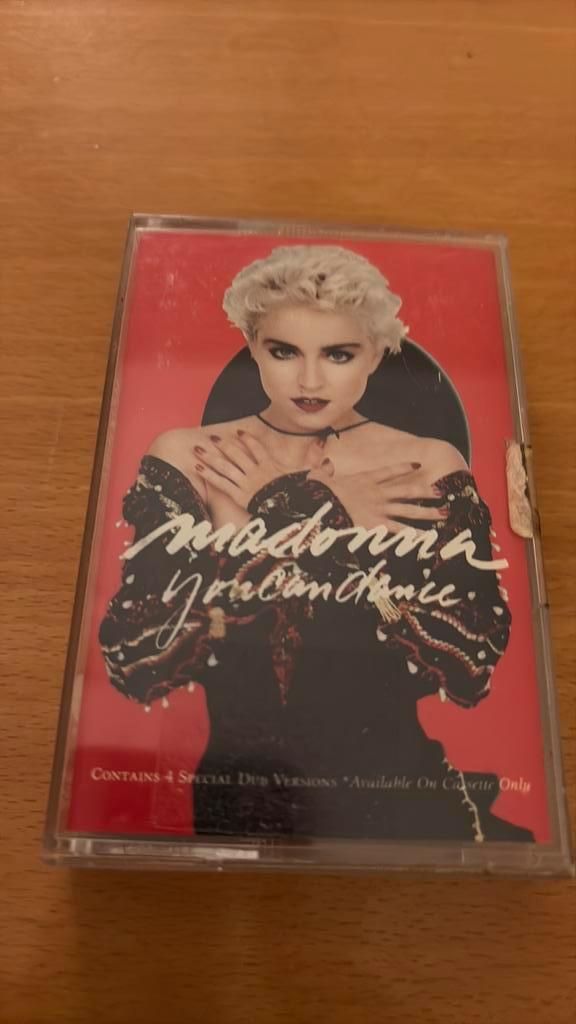 madonna
you can dance
CONTAINS 4 SPECIAL DUB VERSIONS *Available On Cassette Only